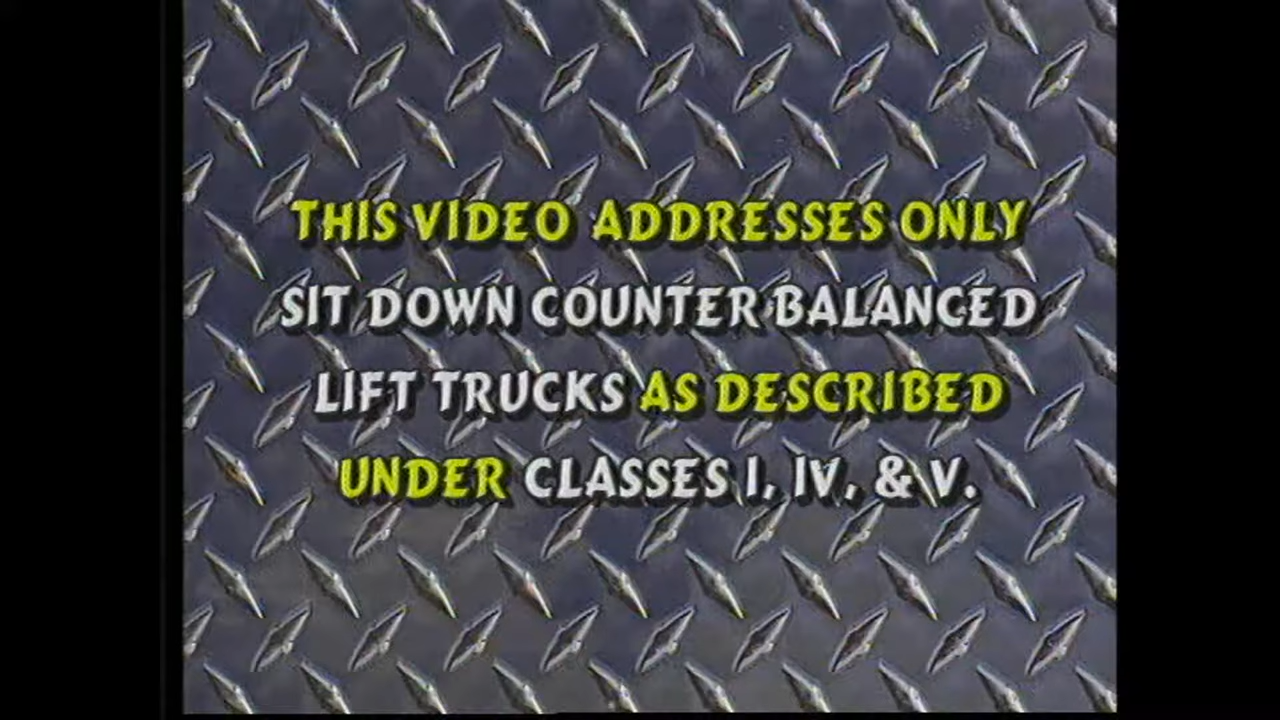 THIS VIDEO ADDRESSES ONLY
SIT DOWN COUNTER BALANCED
LIFT TRUCKS AS DESCRIBED
UNDER CLASSES I, IV, & V.